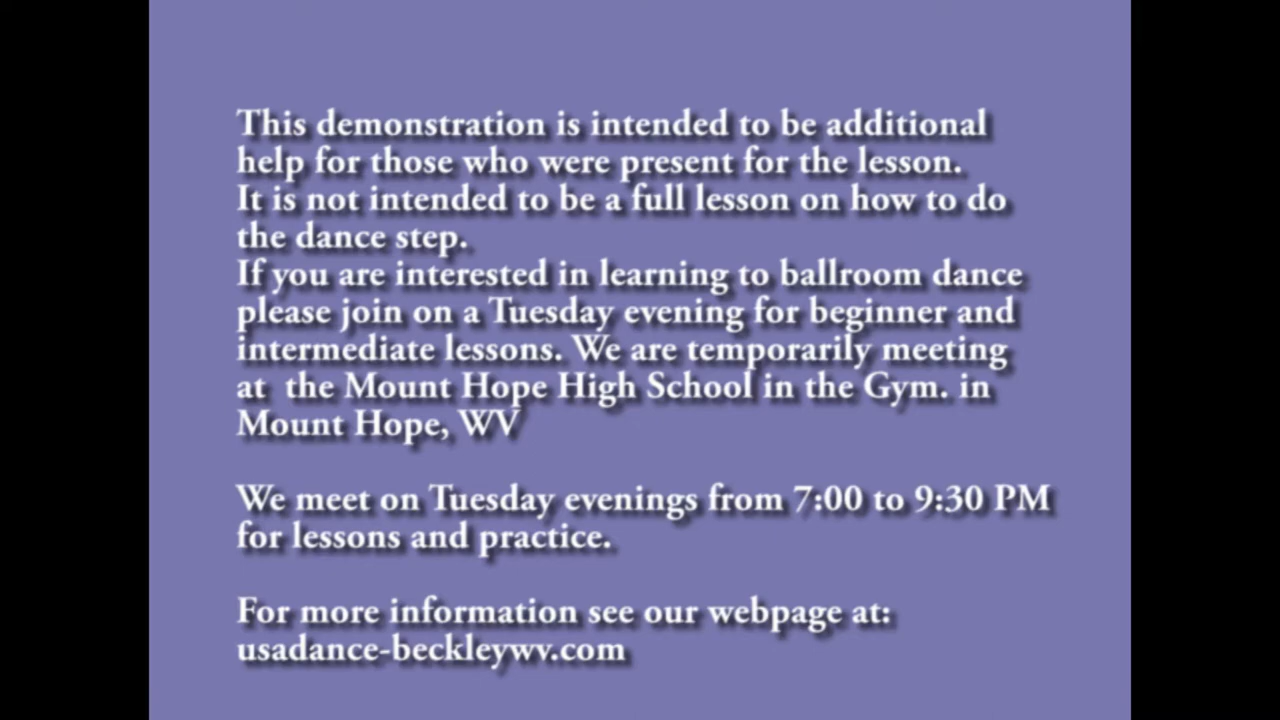 This demonstration is intended to be additional
help for those who were present for the lesson.
It is not intended to be a full lesson on how to do
the dance step.
If you are interested in learning to ballroom dance
please join on a Tuesday evening for beginner and
intermediate lessons. We are temporarily meeting
at  the Mount Hope High School in the Gym. in
Mount Hope, WV
We meet on Tuesday evenings from 7:00 to 9:30 PM
for lessons and practice.
For more information see our webpage at:
usadance-beckleywv.com